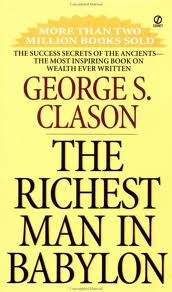 MORE THAN TWO
MILLION BOOKS SOLD
THE SUCCESS SECRETS OF THE ANCIENTS—
THE MOST INSPIRING BOOK ON
WEALTH EVER WRITTEN
GEORGE S.
CLASON
THE
RICHEST
MAN IN
BABYLON